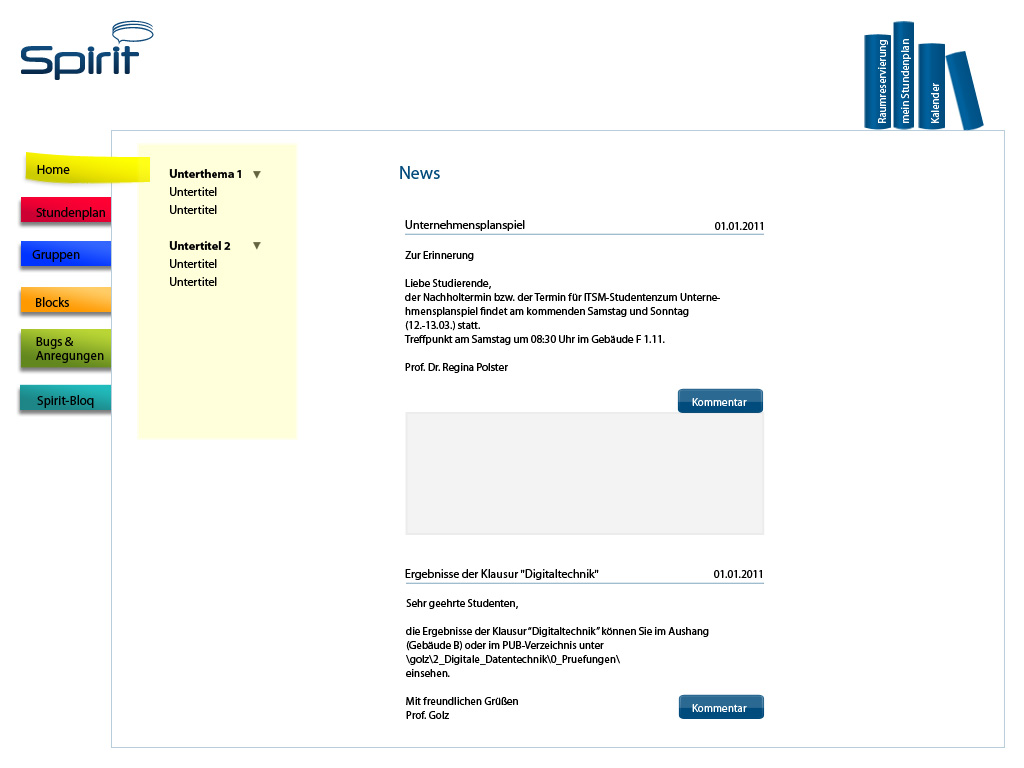 Spirit
Raumreservierung
mein Stundenplan
Kalender
Home
Stundenplan
Gruppen
Blocks
Bugs &
Anregungen
Spirit-Bloq
Unterthema 1 ▼
Untertitel
Untertitel
Untertitel 2 ▼
Untertitel
Untertitel
News
Unternehmensplanspiel 01.01.2011
Zur Erinnerung
Liebe Studierende,
der Nachholtermin bzw. der Termin für ITSM-Studentenzum Unterne-
hmensplanspiel findet am kommenden Samstag und Sonntag
(12.-13.03.) statt.
Treffpunkt am Samstag um 08:30 Uhr im Gebäude F 1.11.
Prof. Dr. Regina Polster
Kommentar
Ergebnisse der Klausur "Digitaltechnik" 01.01.2011
Sehr geehrte Studenten,
die Ergebnisse der Klausur “Digitaltechnik” können Sie im Aushang
(Gebäude B) oder im PUB-Verzeichnis unter
\golz\2_Digitale_Datentechnik\0_Pruefungen\
einsehen.
Mit freundlichen Grüßen
Prof. Golz
Kommentar